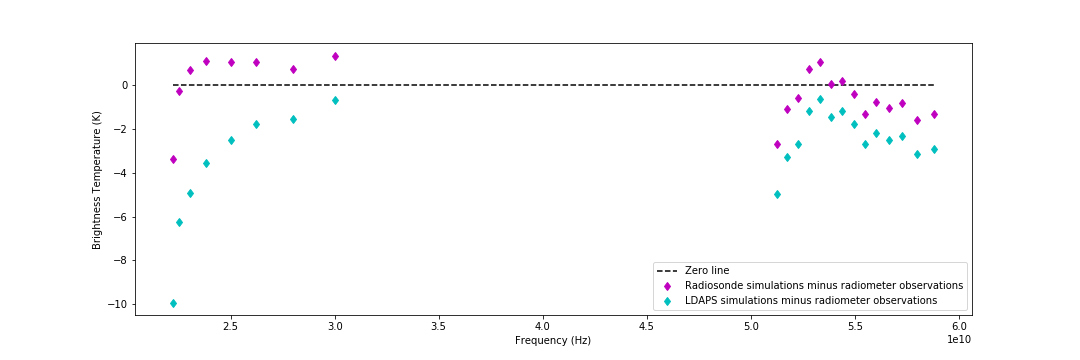 0
−2
−4
−6
−8
−10
Brightness Temperature (K)
2.5
3.0
3.5
4.0
4.5
5.0
5.5
6.0
1e10
Frequency (Hz)
Zero line
Radiosonde simulations minus radiometer observations
LDAPS simulations minus radiometer observations